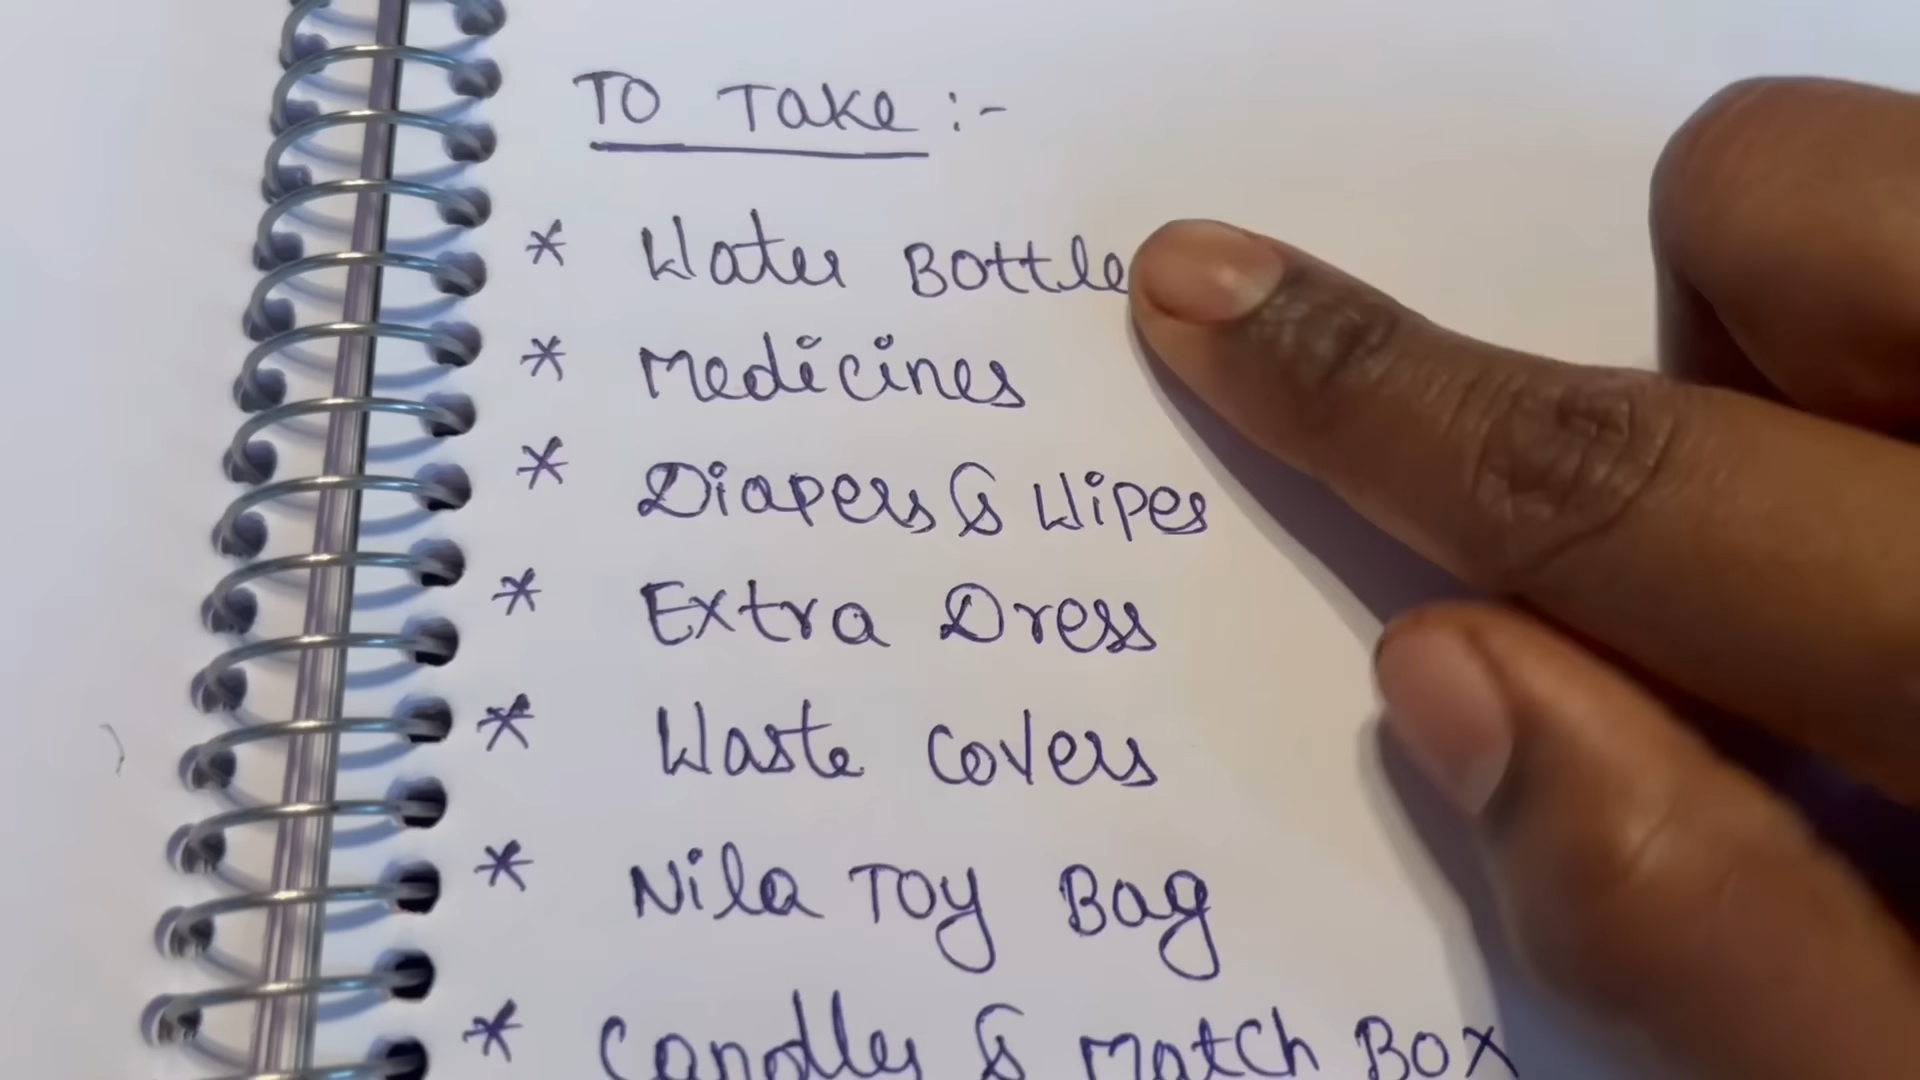 TO Take :-
* Water Bottle
* Medicines
* Diapers & Wipes
* Extra Dress
* Waste Covers
* Nila Toy Bag
* Candles & Match Box